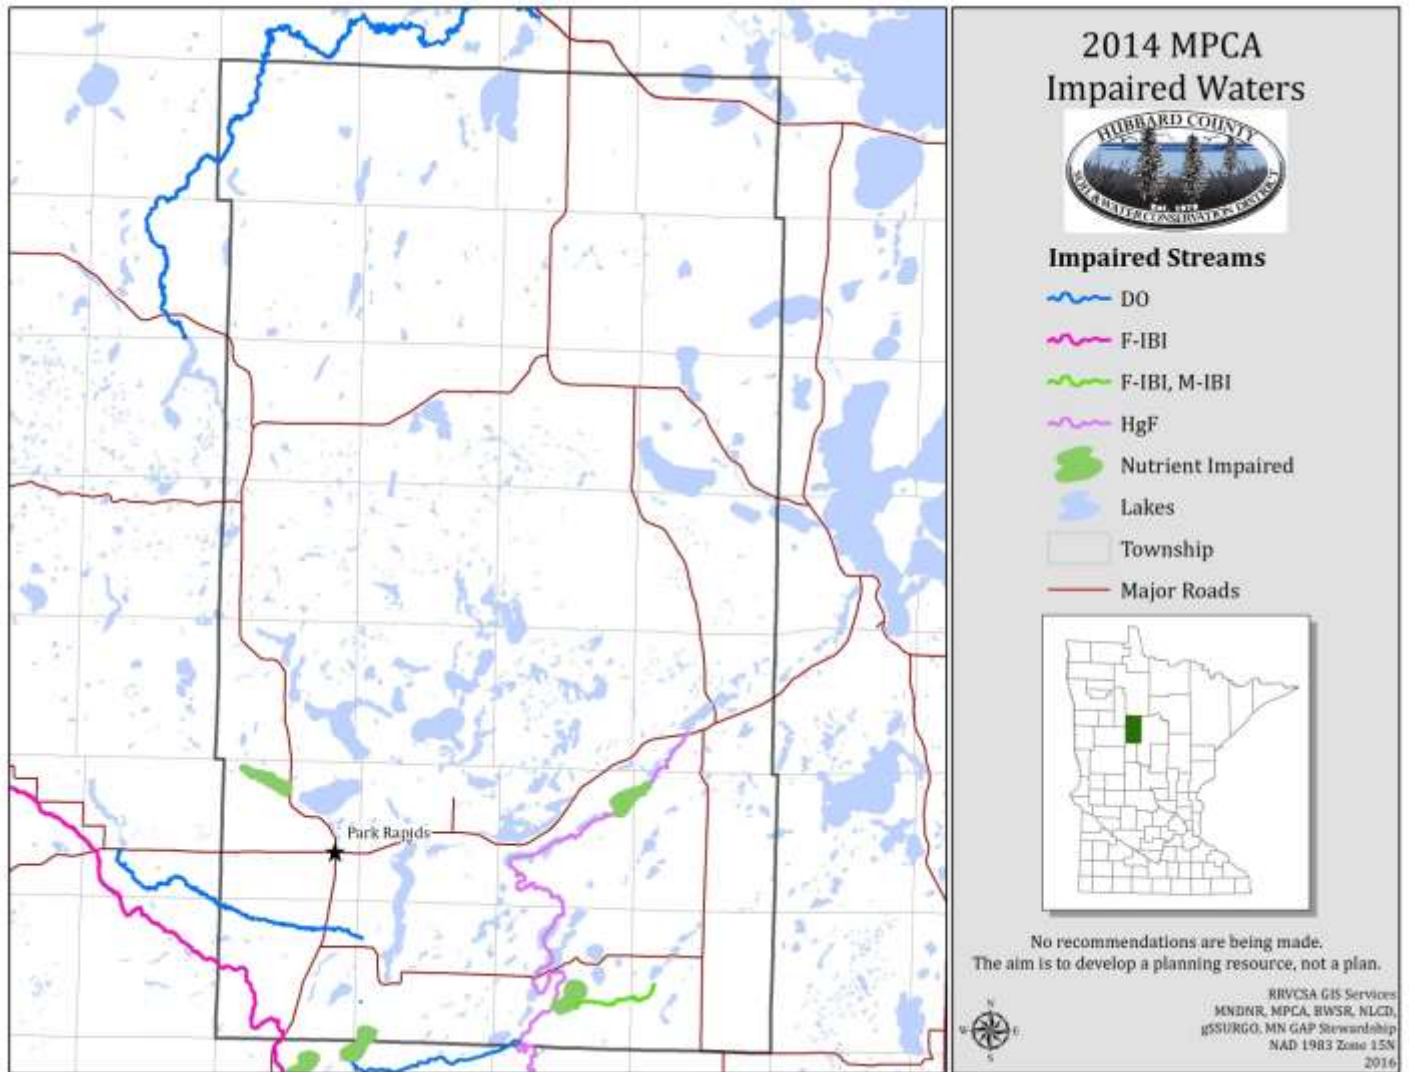 2014 MPCA
Impaired Waters
HUBBARD COUNTY
SOIL & WATER CONSERVATION DISTRICT
Impaired Streams
DO
F-IBI
F-IBI, M-IBI
HgF
Nutrient Impaired
Lakes
Township
Major Roads
Park Rapids
No recommendations are being made.
The aim is to develop a planning resource, not a plan.
RRVCSA GIS Services
MNDNR, MPCA, BWSR, NLCD,
gSSURGO, MN GAP Stewardship
NAD 1983 Zone 15N
2016
N
W E
S